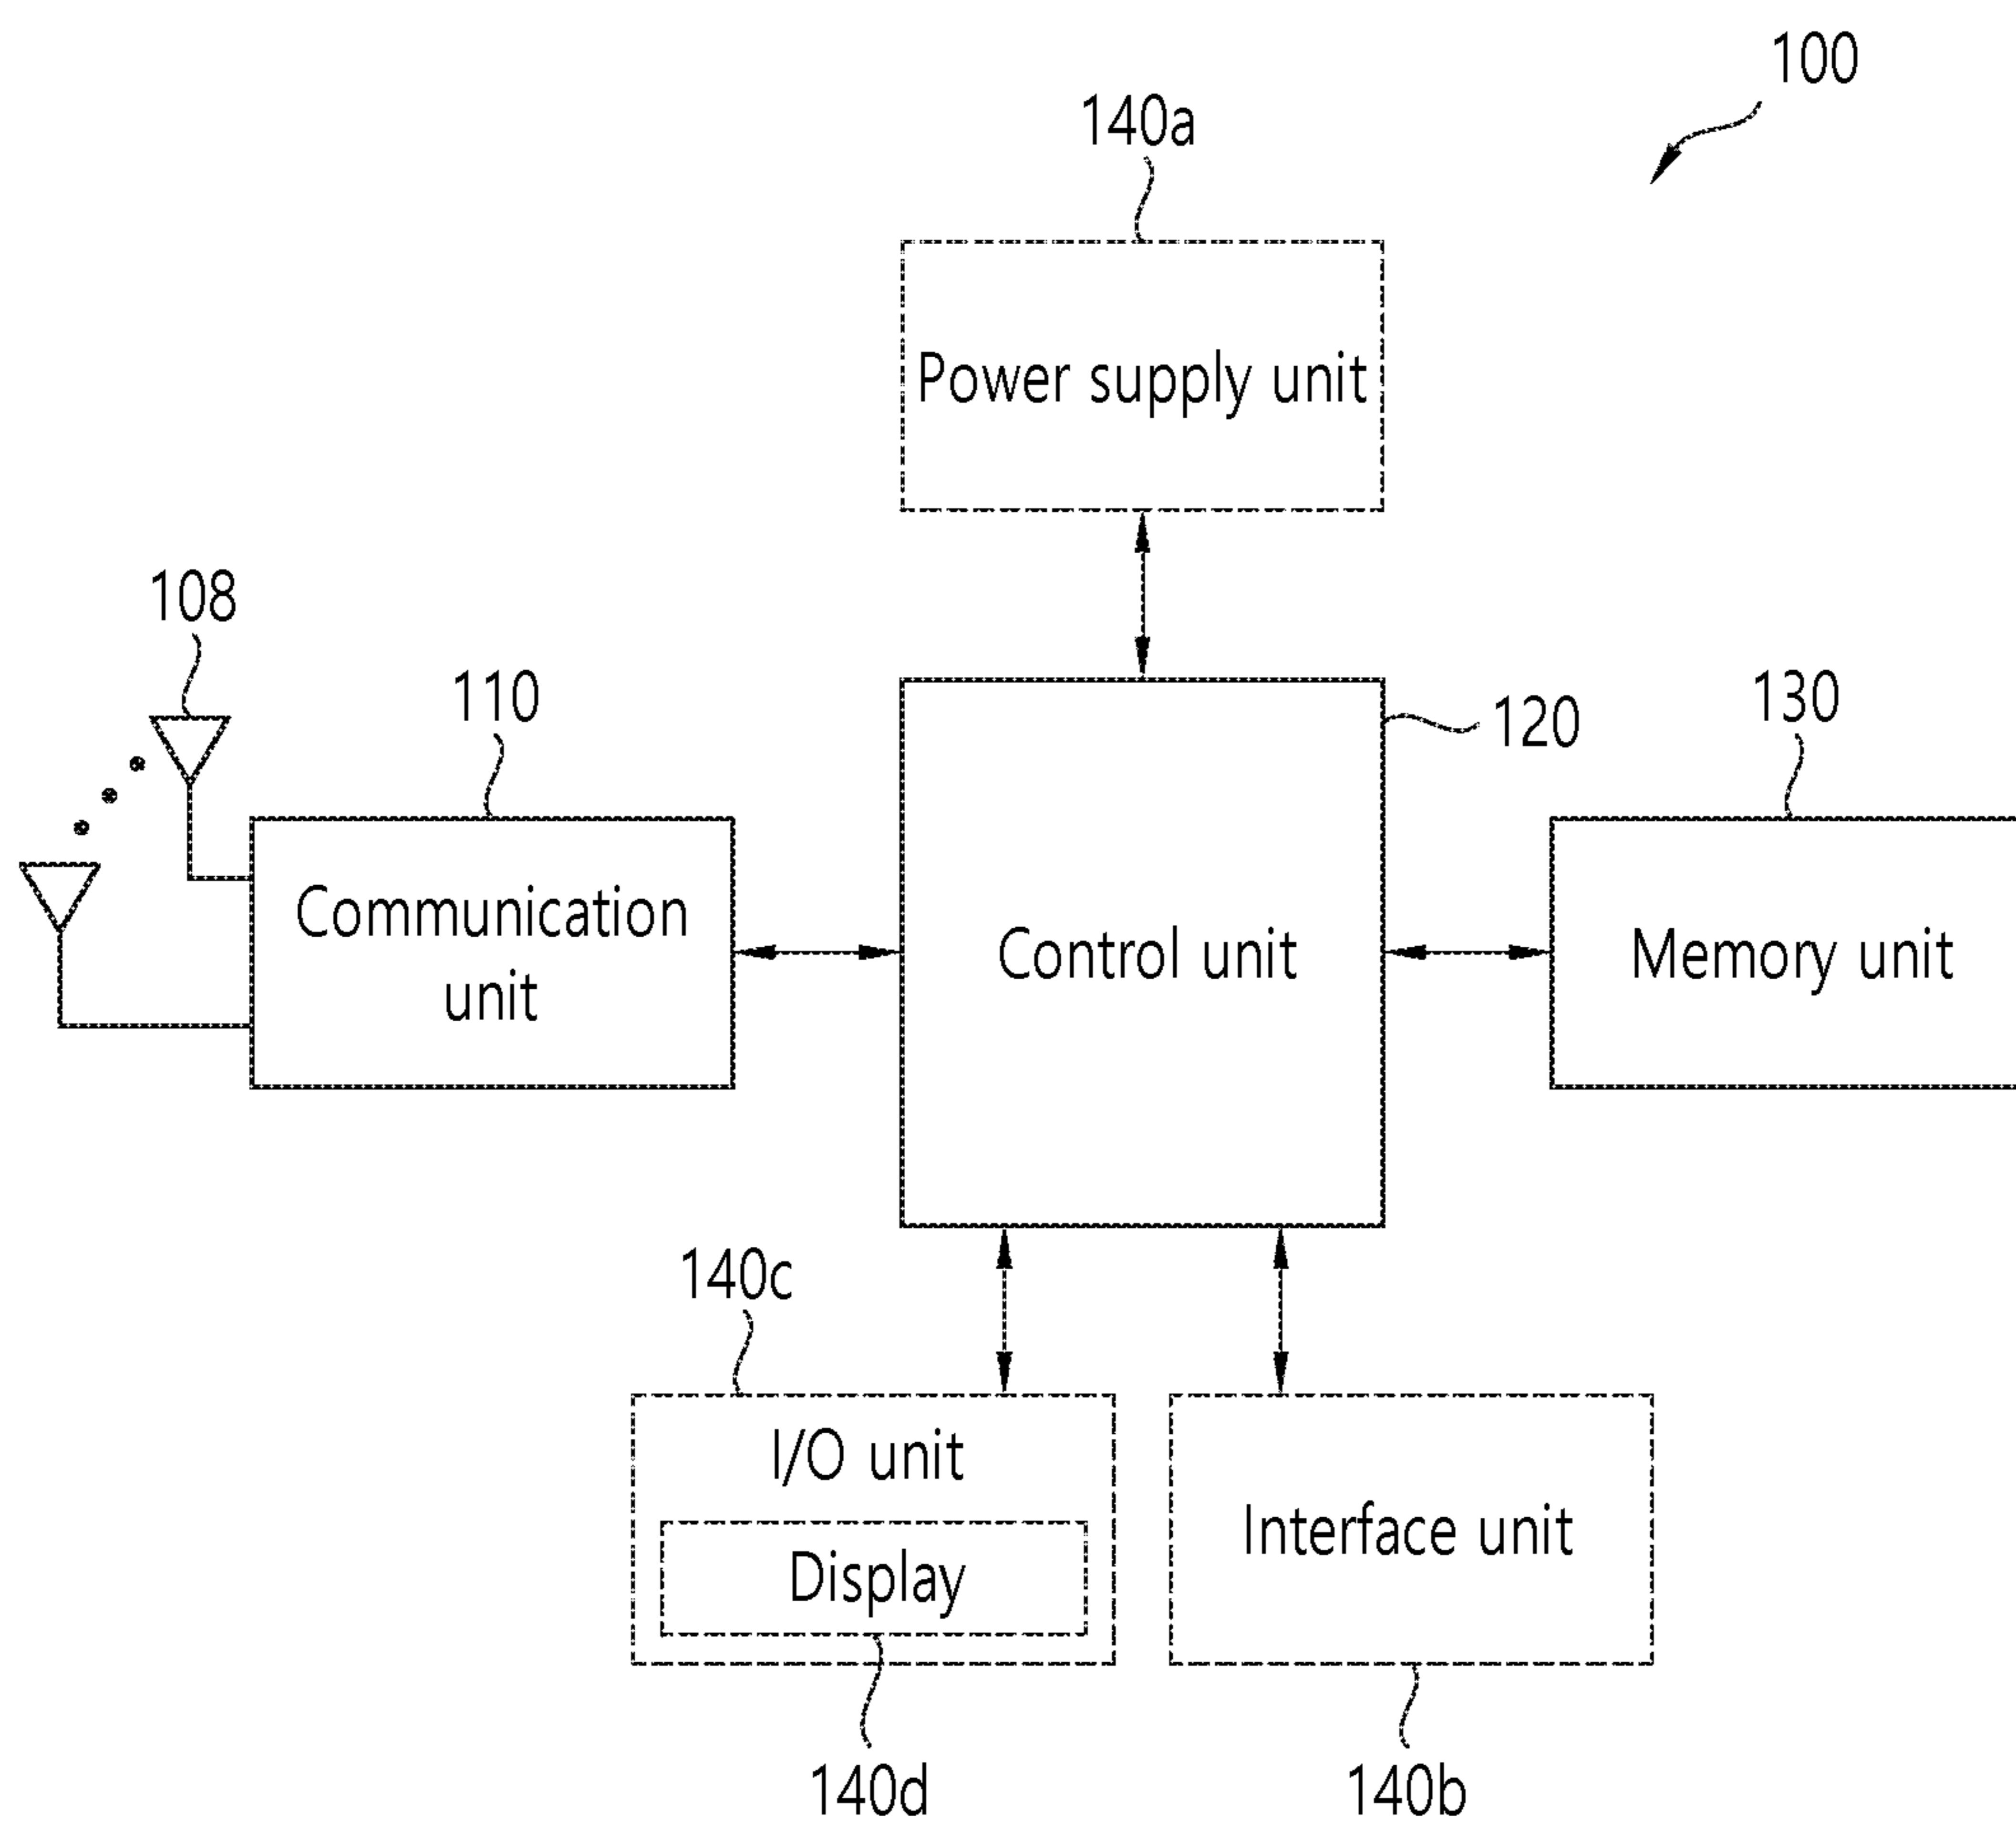 100
140a
Power supply unit
108
110
120
130
Communication
unit
Control unit
Memory unit
140c
I/O unit
Display
Interface unit
140d
140b